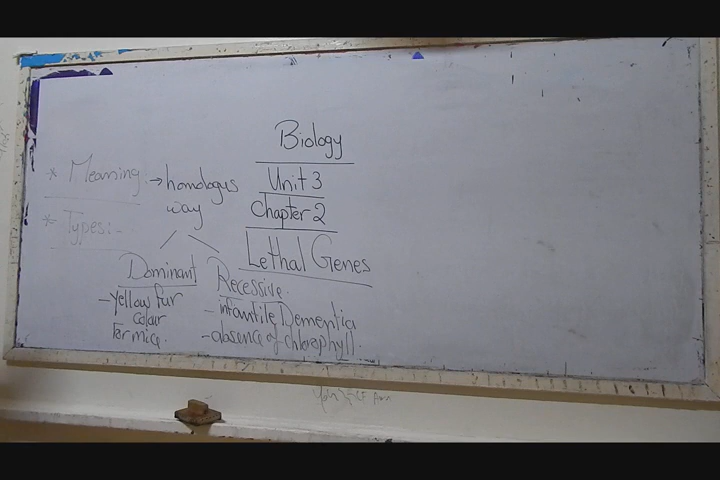 Biology
Unit 3
Chapter 2
Lethal Genes
* Meaning → homologus
way
* Types:-
Dominant
- Yellow fur
Colour
For mice.
Recessive.
- infantile Dementia
- absence of chlorophyll.